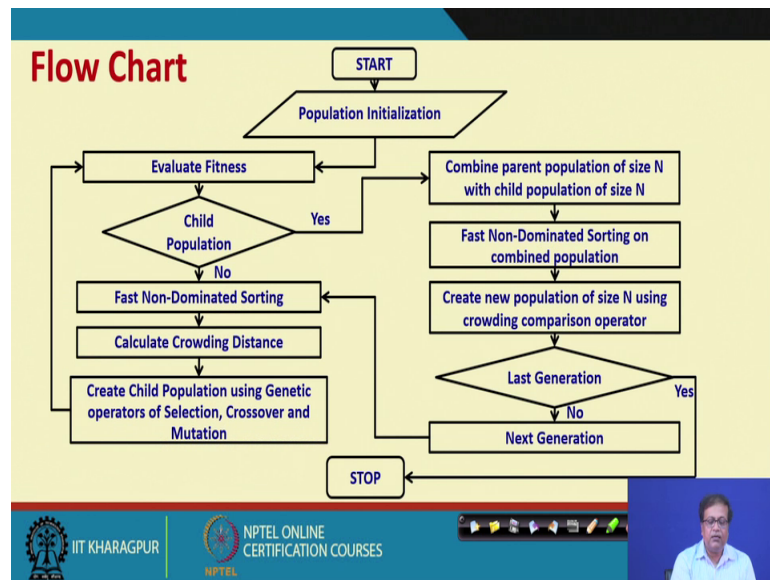 Flow Chart
START
Population Initialization
Evaluate Fitness
Child
Population
Yes
No
Fast Non-Dominated Sorting
Calculate Crowding Distance
Create Child Population using Genetic
operators of Selection, Crossover and
Mutation
Combine parent population of size N
with child population of size N
Fast Non-Dominated Sorting on
combined population
Create new population of size N using
crowding comparison operator
Last Generation
Yes
No
Next Generation
STOP
IIT KHARAGPUR
NPTEL
NPTEL ONLINE
CERTIFICATION COURSES